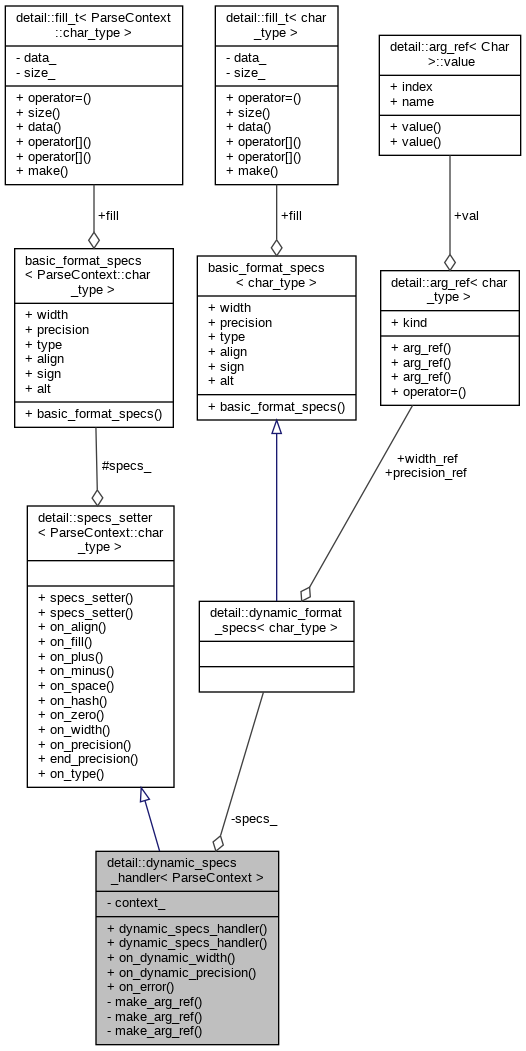 detail::fill_t< ParseContext
::char_type >
- data_
- size_
+ operator=()
+ size()
+ data()
+ operator[]()
+ operator[]()
+ make()
detail::fill_t< char
_type >
- data_
- size_
+ operator=()
+ size()
+ data()
+ operator[]()
+ operator[]()
+ make()
detail::arg_ref< Char
>::value
+ index
+ name
+ value()
+ value()
+fill
+fill
+val
basic_format_specs
< ParseContext::char
_type >
+ width
+ precision
+ type
+ align
+ sign
+ alt
+ basic_format_specs()
basic_format_specs
< char_type >
+ width
+ precision
+ type
+ align
+ sign
+ alt
+ basic_format_specs()
detail::arg_ref< char
_type >
+ kind
+ arg_ref()
+ arg_ref()
+ arg_ref()
+ operator=()
#specs_
+width_ref
+precision_ref
detail::specs_setter
< ParseContext::char
_type >
+ specs_setter()
+ specs_setter()
+ on_align()
+ on_fill()
+ on_plus()
+ on_minus()
+ on_space()
+ on_hash()
+ on_zero()
+ on_width()
+ on_precision()
+ end_precision()
+ on_type()
detail::dynamic_format
_specs< char_type >
-specs_
detail::dynamic_specs
_handler< ParseContext >
- context_
+ dynamic_specs_handler()
+ dynamic_specs_handler()
+ on_dynamic_width()
+ on_dynamic_precision()
+ on_error()
- make_arg_ref()
- make_arg_ref()
- make_arg_ref()